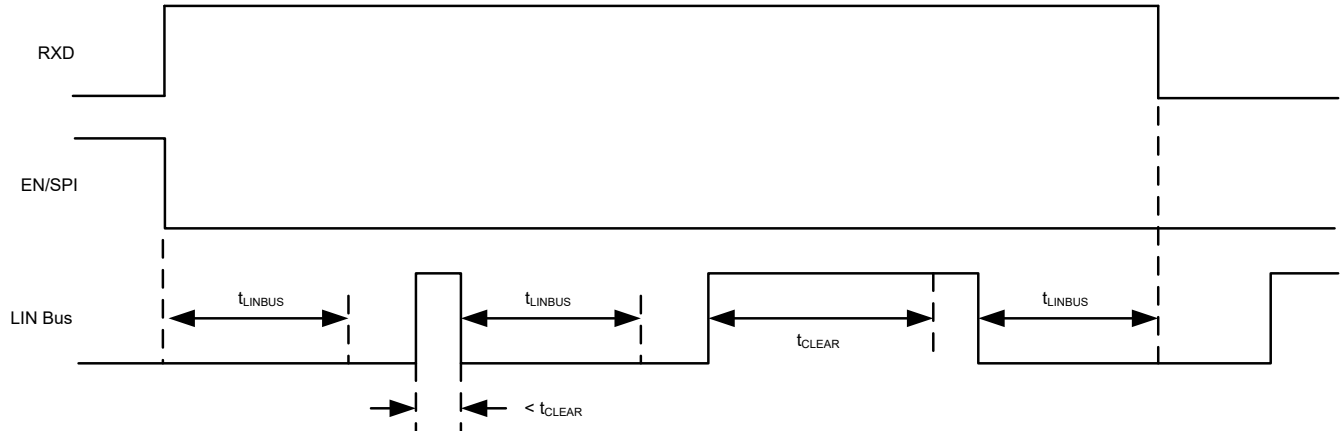 RXD
EN/SPI
LIN Bus
tLINBUS
tLINBUS
tCLEAR
tLINBUS
< tCLEAR